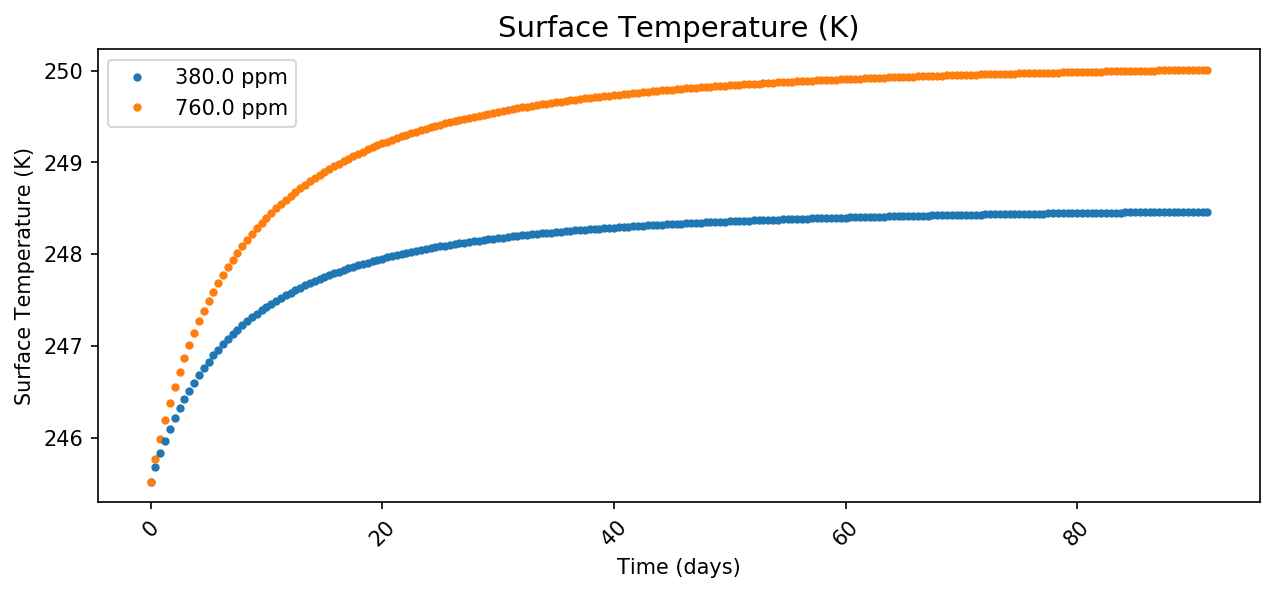 Surface Temperature (K)
380.0 ppm
760.0 ppm
Surface Temperature (K)
250
249
248
247
246
0
20
40
60
80
Time (days)